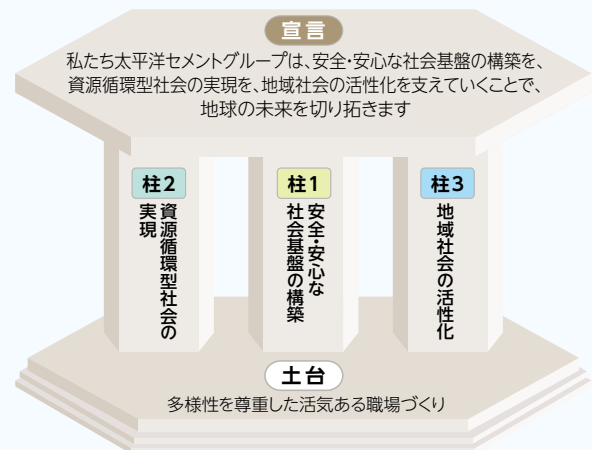 宣言
私たち太平洋セメントグループは、安全・安心な社会基盤の構築を、
資源循環型社会の実現を、地域社会の活性化を支えていくことで、
地球の未来を切り拓きます
柱2
資源循環型社会の
実現
柱1
安全・安心な
社会基盤の構築
柱3
地域社会の活性化
土台
多様性を尊重した活気ある職場づくり